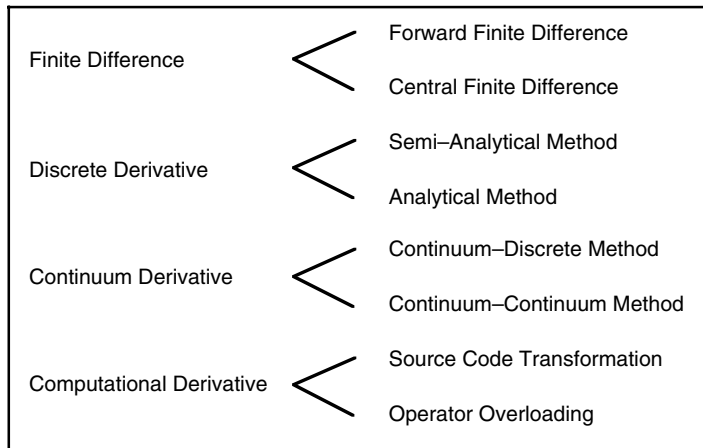 Finite Difference
Forward Finite Difference
Central Finite Difference
Discrete Derivative
Semi–Analytical Method
Analytical Method
Continuum Derivative
Continuum–Discrete Method
Continuum–Continuum Method
Computational Derivative
Source Code Transformation
Operator Overloading